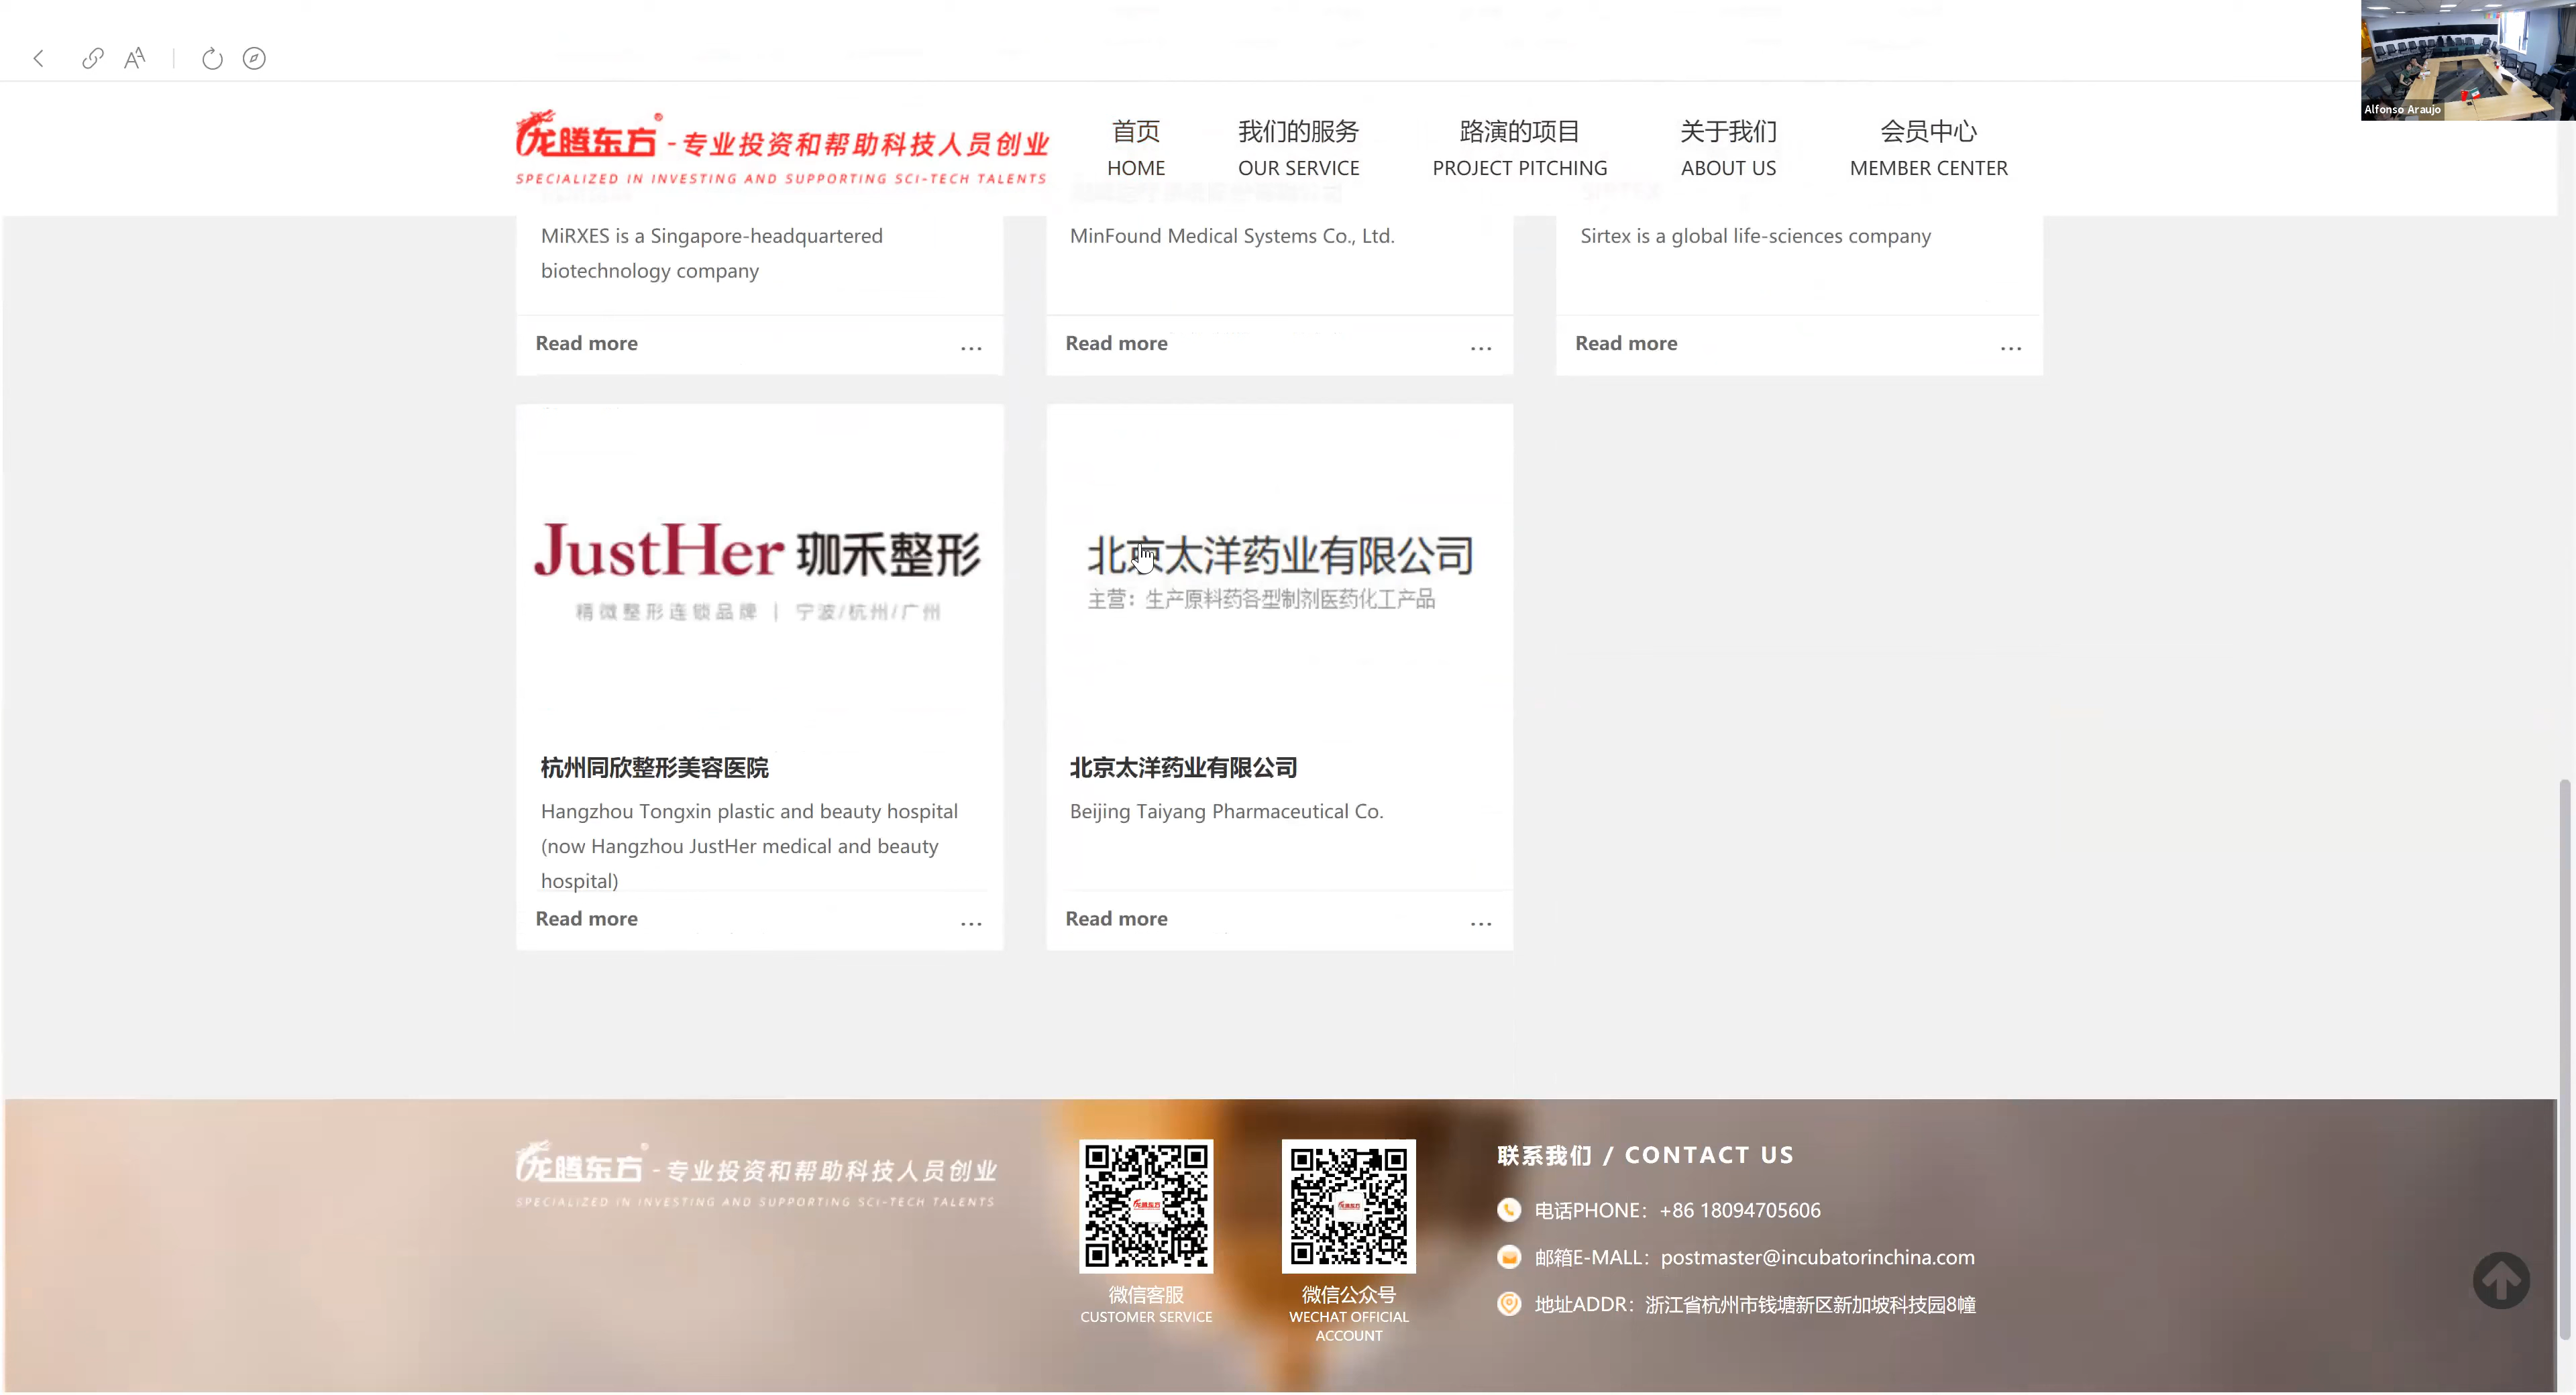 Alfonso Araujo
龙腾东方® - 专业投资和帮助科技人员创业
SPECIALIZED IN INVESTING AND SUPPORTING SCI-TECH TALENTS
首页
HOME
我们的服务
OUR SERVICE
路演的项目
PROJECT PITCHING
关于我们
ABOUT US
会员中心
MEMBER CENTER
MiRXES is a Singapore-headquartered
biotechnology company
Read more
...
MinFound Medical Systems Co., Ltd.
Read more
...
Sirtex is a global life-sciences company
Read more
...
JustHer 珈禾整形
精微整形连锁品牌 | 宁波/杭州/广州
杭州同欣整形美容医院
Hangzhou Tongxin plastic and beauty hospital
(now Hangzhou JustHer medical and beauty
hospital)
Read more
...
北京太洋药业有限公司
主营：生产原料药各型制剂医药化工产品
北京太洋药业有限公司
Beijing Taiyang Pharmaceutical Co.
Read more
...
龙腾东方® - 专业投资和帮助科技人员创业
SPECIALIZED IN INVESTING AND SUPPORTING SCI-TECH TALENTS
微信客服
CUSTOMER SERVICE
微信公众号
WECHAT OFFICIAL
ACCOUNT
联系我们 / CONTACT US
电话PHONE：+86 18094705606
邮箱E-MALL：postmaster@incubatorinchina.com
地址ADDR：浙江省杭州市钱塘新区新加坡科技园8幢